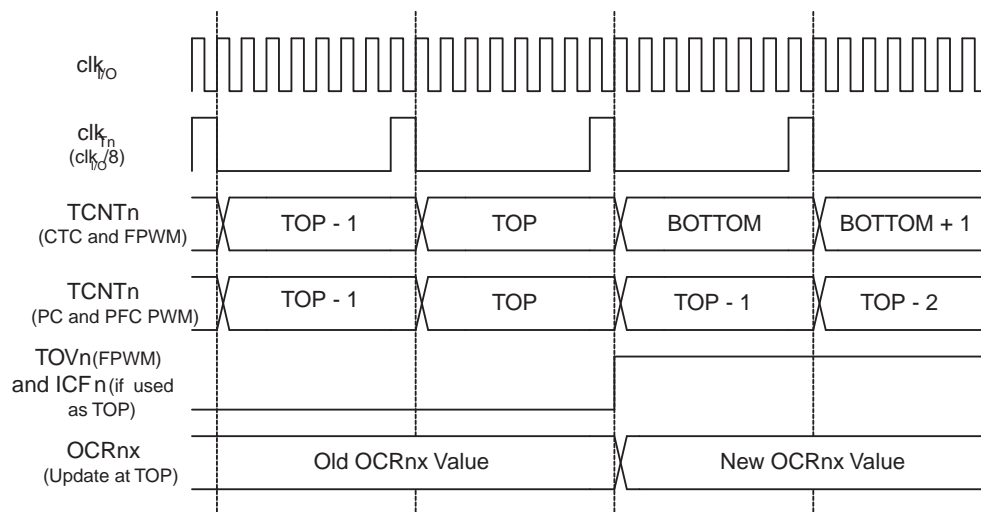 clkI/O
clkTn
(clkI/O/8)
TCNTn
(CTC and FPWM)
TOP - 1
TOP
BOTTOM
BOTTOM + 1
TCNTn
(PC and PFC PWM)
TOP - 1
TOP
TOP - 1
TOP - 2
TOVn (FPWM)
and ICFn (if used
as TOP)
OCRnx
(Update at TOP)
Old OCRnx Value
New OCRnx Value